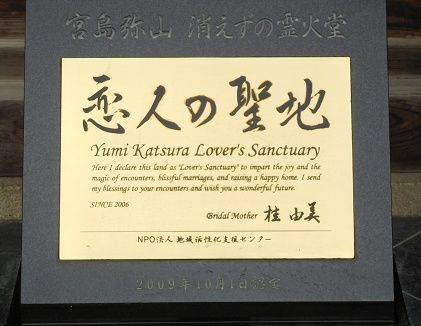 宮島弥山 消えずの霊火堂
恋人の聖地
Yumi Katsura Lover's Sanctuary
Here I declare this land as "Lover's Sanctuary" to impart the joy and the
magic of encounters, blissful marriages, and raising a happy home. I send
my blessings to your encounters and wish you a wonderful future.
SINCE 2006
Bridal Mother 桂 由美
NPO法人 地域活性化支援センター
2009年10月1日認定